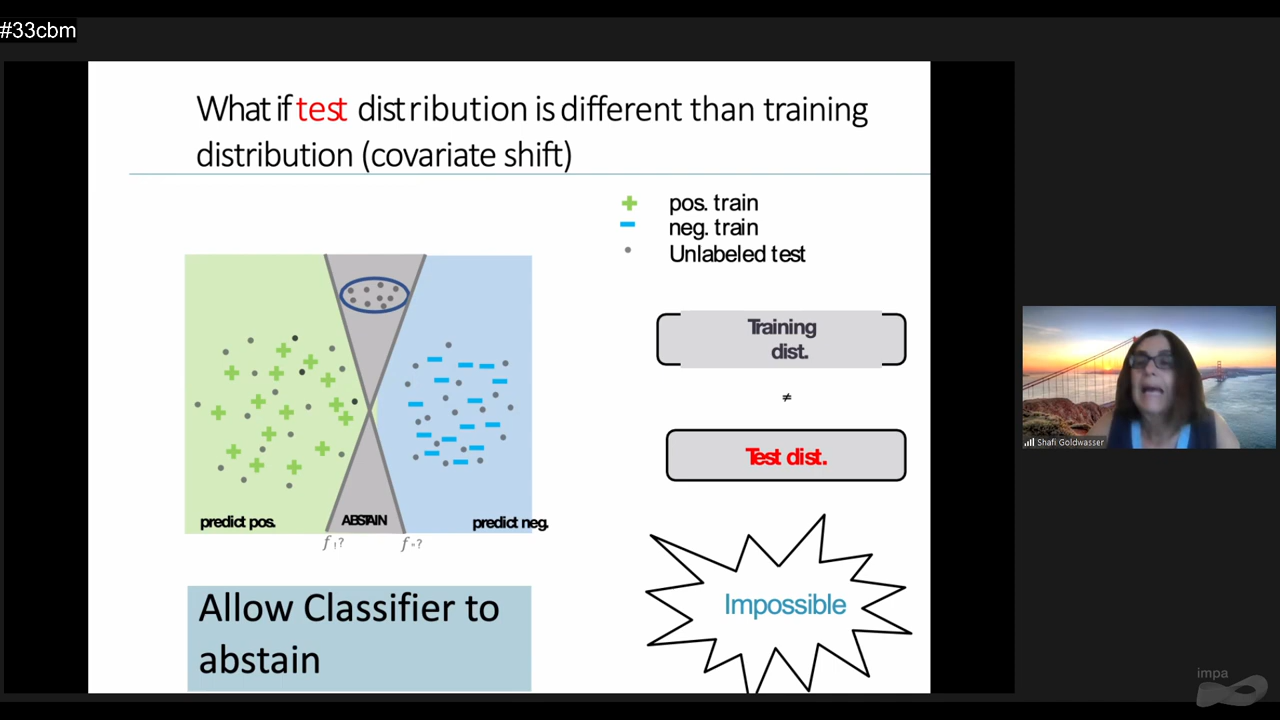 #33cbm
What if test distribution is different than training
distribution (covariate shift)
pos. train
neg. train
Unlabeled test
Training
dist.
≠
Test dist.
Impossible
predict pos.
ABSTAIN
predict neg.
f₁?
Allow Classifier to
abstain
Shafi Goldwasser
impa